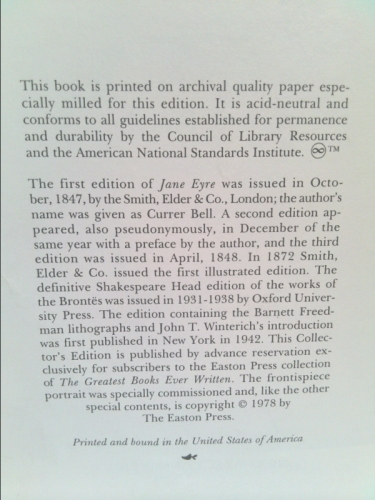 This book is printed on archival quality paper espe-
cially milled for this edition. It is acid-neutral and
conforms to all guidelines established for permanence
and durability by the Council of Library Resources
and the American National Standards Institute. ♾™
The first edition of Jane Eyre was issued in Octo-
ber, 1847, by the Smith, Elder & Co., London; the author's
name was given as Currer Bell. A second edition ap-
peared, also pseudonymously, in December of the
same year with a preface by the author, and the third
edition was issued in April, 1848. In 1872 Smith,
Elder & Co. issued the first illustrated edition. The
definitive Shakespeare Head edition of the works of
the Brontës was issued in 1931-1938 by Oxford Univer-
sity Press. The edition containing the Barnett Freed-
man lithographs and John T. Winterich's introduction
was first published in New York in 1942. This Collec-
tor's Edition is published by advance reservation ex-
clusively for subscribers to the Easton Press collection
of The Greatest Books Ever Written. The frontispiece
portrait was specially commissioned and, like the other
special contents, is copyright © 1978 by
The Easton Press.
Printed and bound in the United States of America